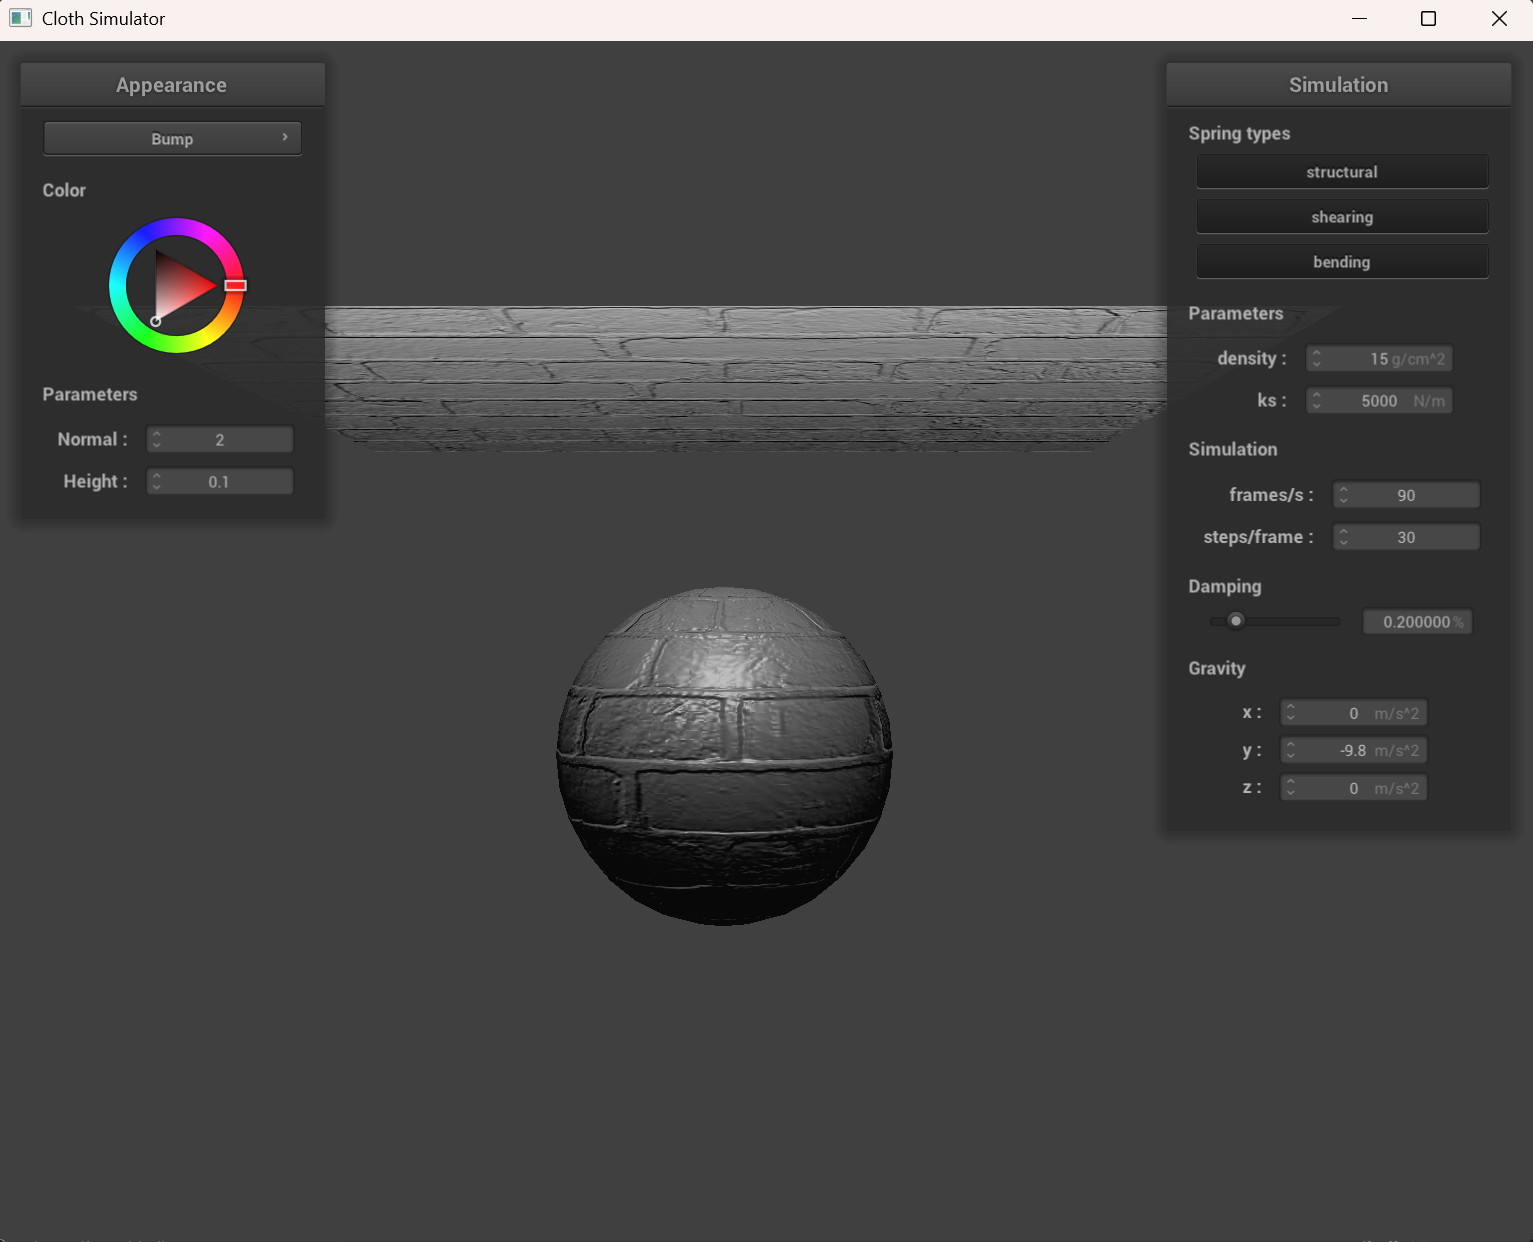 Cloth Simulator
Appearance
Bump
Color
Parameters
Normal : 2
Height : 0.1
Simulation
Spring types
structural
shearing
bending
Parameters
density : 15 g/cm^2
ks : 5000 N/m
Simulation
frames/s : 90
steps/frame : 30
Damping
0.200000 %
Gravity
x : 0 m/s^2
y : -9.8 m/s^2
z : 0 m/s^2